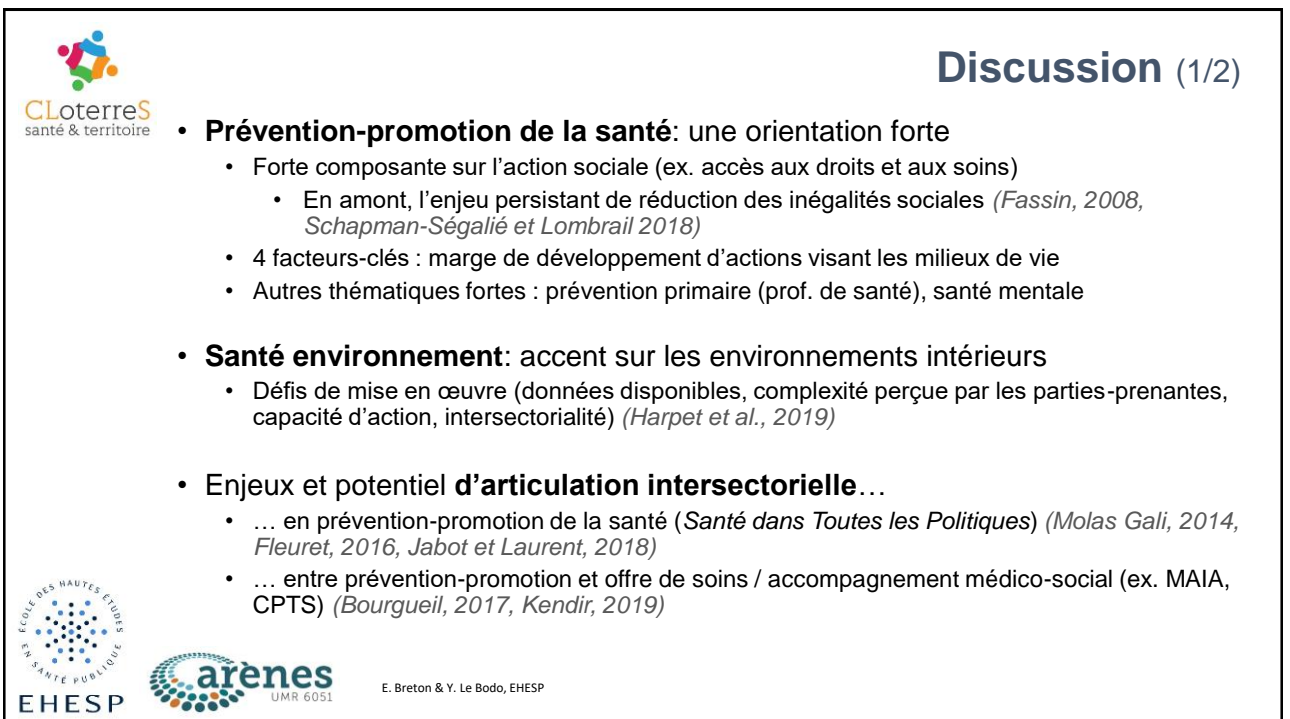 Discussion (1/2)
CLoterreS
santé & territoire
• Prévention-promotion de la santé: une orientation forte
• Forte composante sur l’action sociale (ex. accès aux droits et aux soins)
• En amont, l’enjeu persistant de réduction des inégalités sociales (Fassin, 2008,
Schapman-Ségalié et Lombrail 2018)
• 4 facteurs-clés : marge de développement d’actions visant les milieux de vie
• Autres thématiques fortes : prévention primaire (prof. de santé), santé mentale
• Santé environnement: accent sur les environnements intérieurs
• Défis de mise en œuvre (données disponibles, complexité perçue par les parties-prenantes,
capacité d’action, intersectorialité) (Harpet et al., 2019)
• Enjeux et potentiel d’articulation intersectorielle…
• … en prévention-promotion de la santé (Santé dans Toutes les Politiques) (Molas Gali, 2014,
Fleuret, 2016, Jabot et Laurent, 2018)
• … entre prévention-promotion et offre de soins / accompagnement médico-social (ex. MAIA,
CPTS) (Bourgueil, 2017, Kendir, 2019)
ÉCOLE DES HAUTES ÉTUDES EN SANTÉ PUBLIQUE
EHESP
arènes
UMR 6051
E. Breton & Y. Le Bodo, EHESP